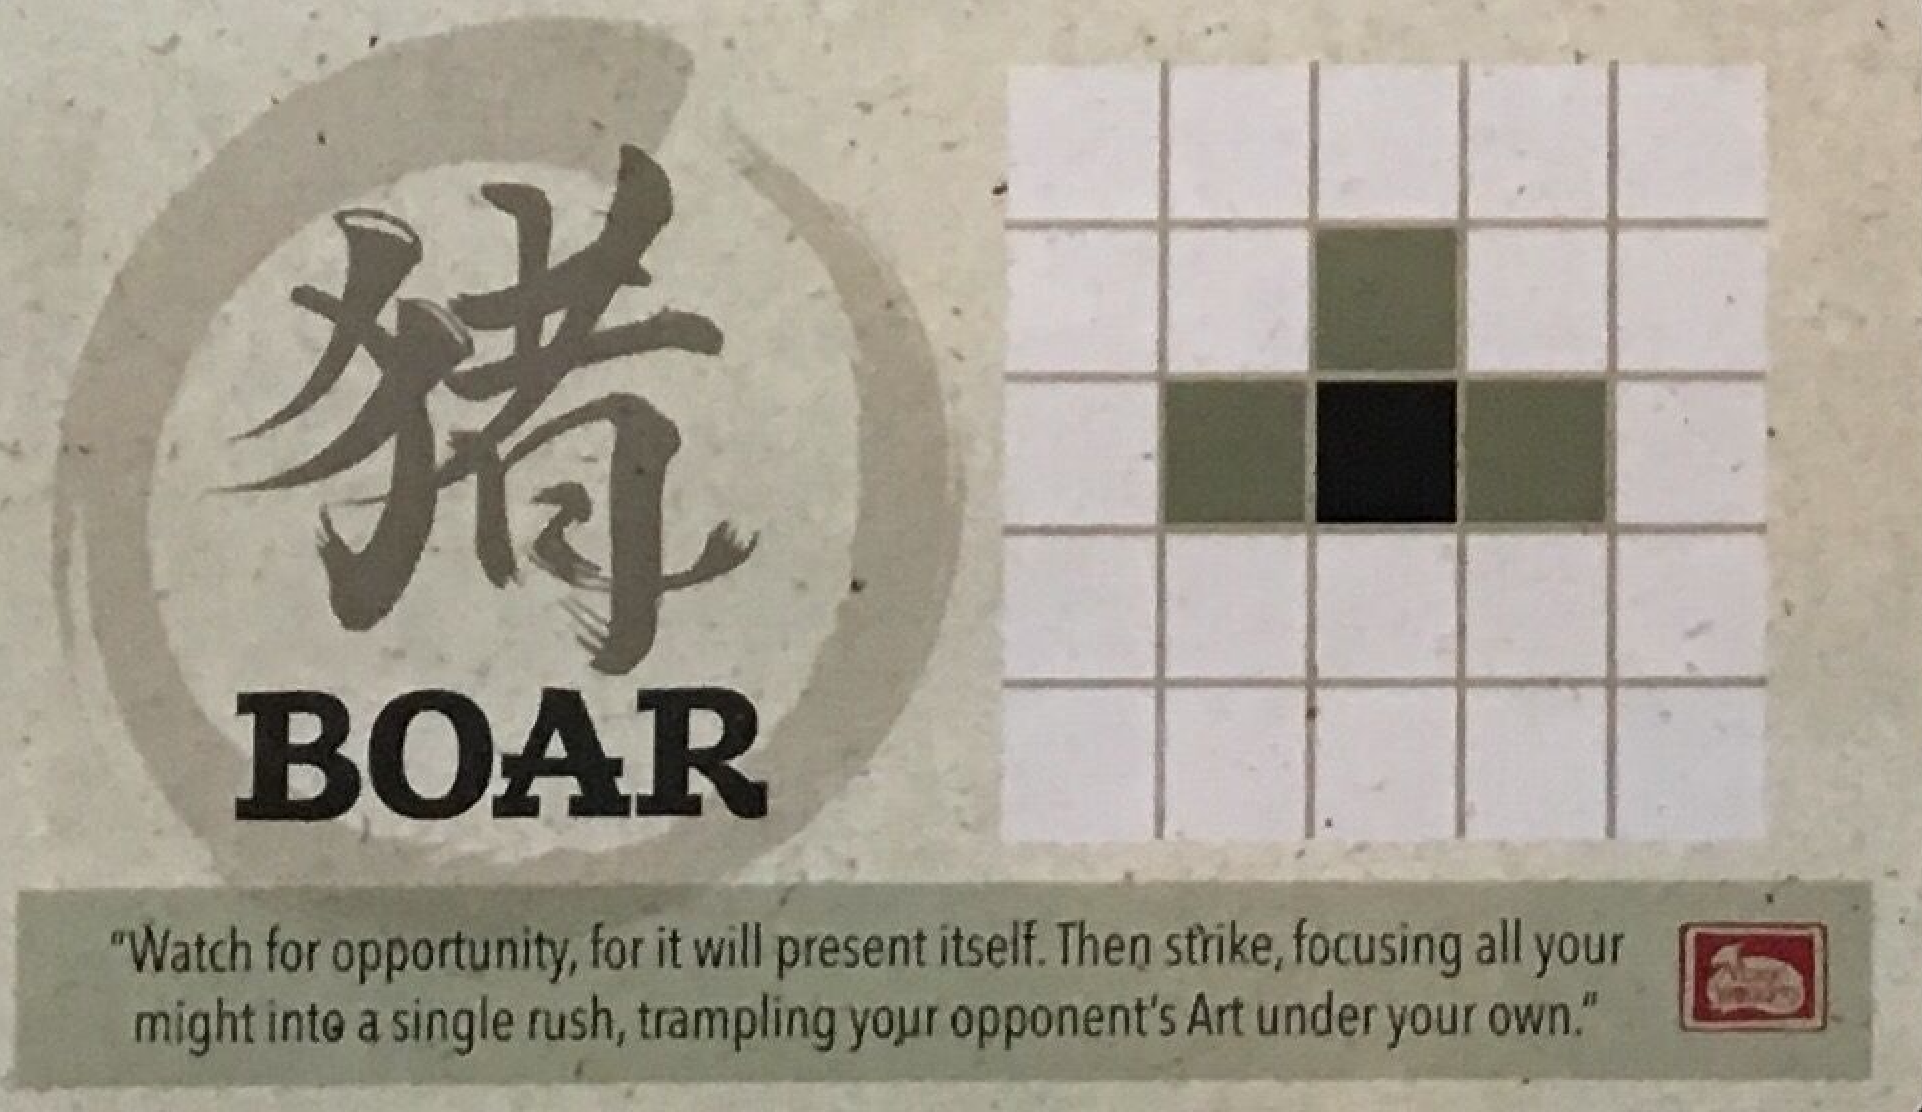 猪
BOAR
"Watch for opportunity, for it will present itself. Then strike, focusing all your
might into a single rush, trampling your opponent's Art under your own."